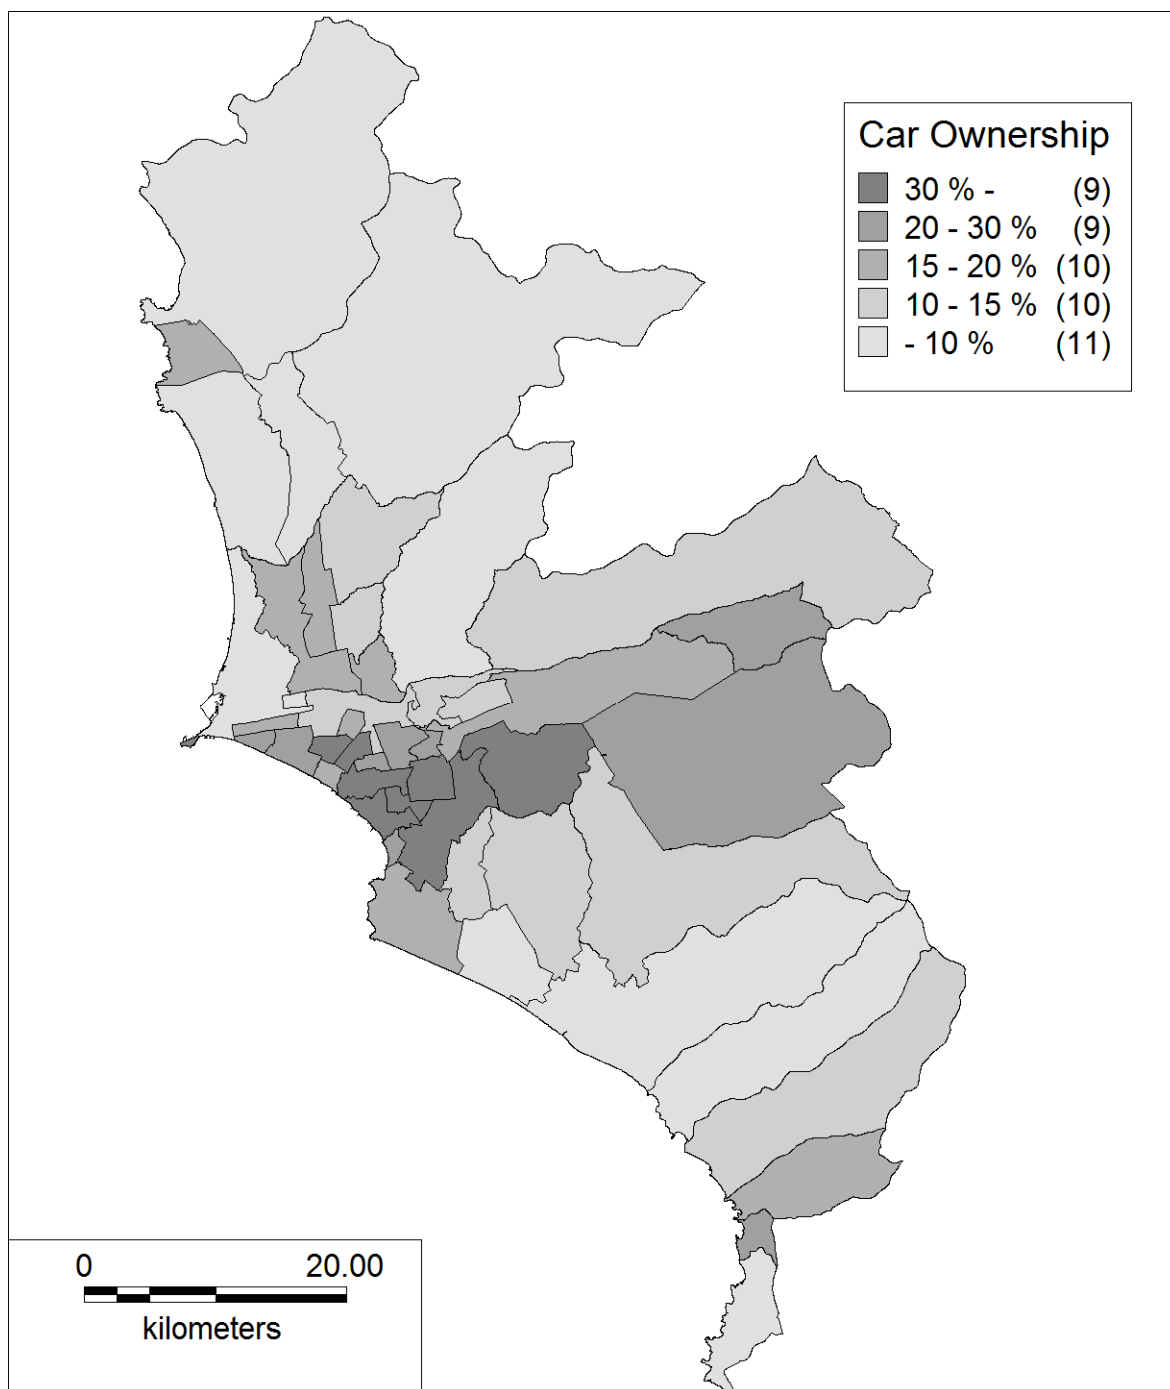 Car Ownership
30 % - (9)
20 - 30 % (9)
15 - 20 % (10)
10 - 15 % (10)
- 10 % (11)
0 20.00
kilometers